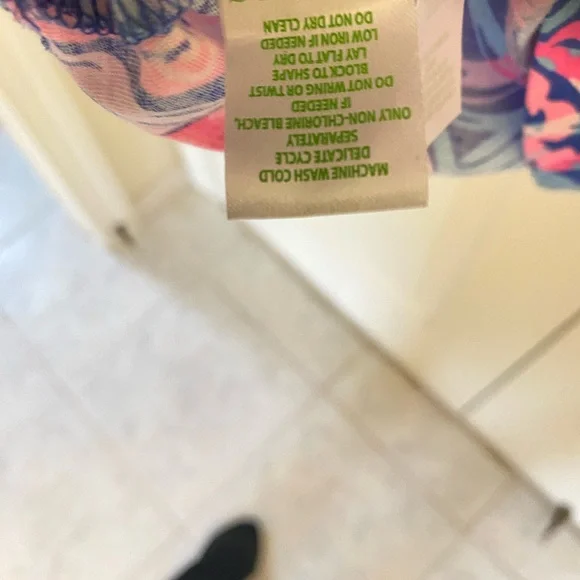 MACHINE WASH COLD
DELICATE CYCLE
SEPARATELY
ONLY NON-CHLORINE BLEACH,
IF NEEDED
DO NOT WRING OR TWIST
BLOCK TO SHAPE
LAY FLAT TO DRY
LOW IRON IF NEEDED
DO NOT DRY CLEAN